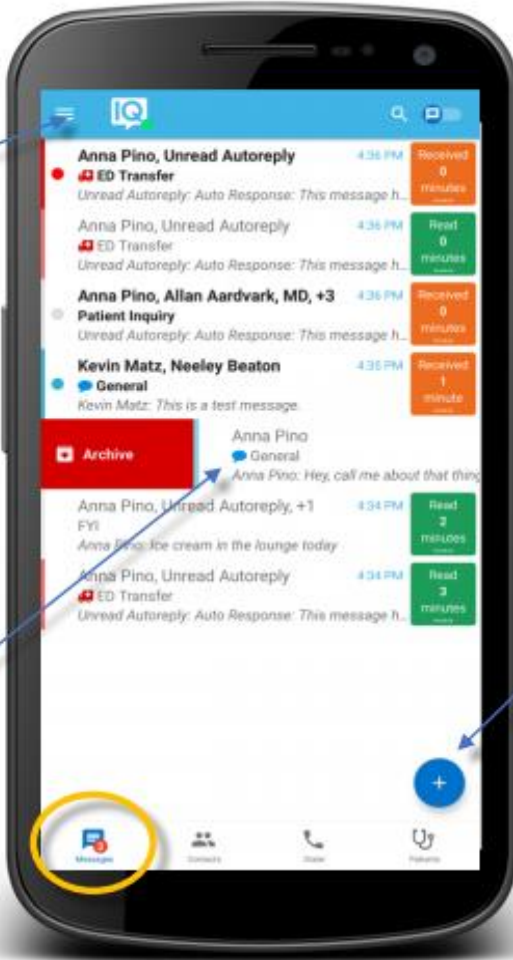 IQ
Anna Pino, Unread Autoreply 4:36 PM Received
ED Transfer 0
Unread Autoreply: Auto Response: This message h... minutes
Anna Pino, Unread Autoreply 4:36 PM Read
ED Transfer 0
Unread Autoreply: Auto Response: This message h... minutes
Anna Pino, Allan Aardvark, MD, +3 4:36 PM Received
Patient Inquiry 0
Unread Autoreply: Auto Response: This message h... minutes
Kevin Matz, Neeley Beaton 4:35 PM Received
General 1
Kevin Matz: This is a test message. minute
Anna Pino
Archive General
Anna Pino: Hey, call me about that thing
Anna Pino, Unread Autoreply, +1 4:34 PM Read
FYI 2
Anna Pino: Ice cream in the lounge today minutes
Anna Pino, Unread Autoreply 4:34 PM Read
ED Transfer 3
Unread Autoreply: Auto Response: This message h... minutes
+
3
Messages Contacts Dialer Patients